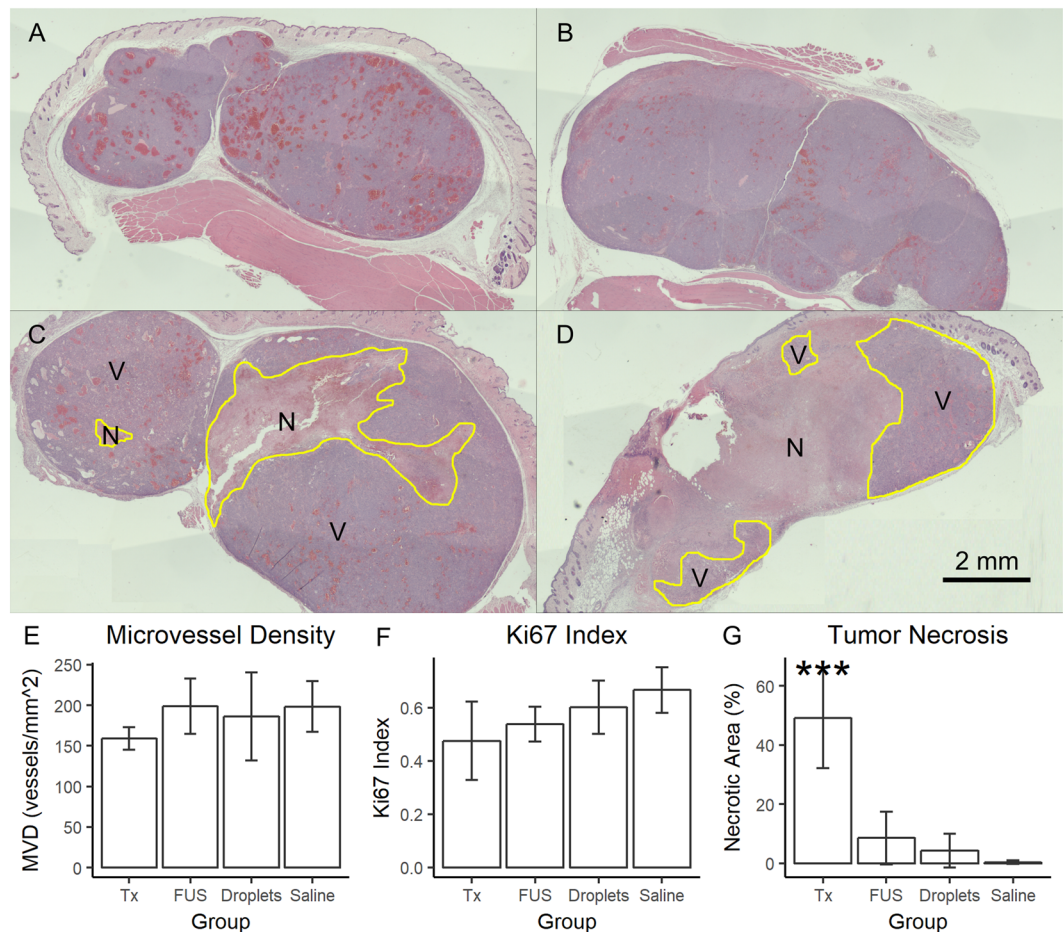 A
B
C
V
N
N
V
D
V
V
N
V
2 mm
E Microvessel Density
MVD (vessels/mm^2)
250
200
150
100
50
0
Tx FUS Droplets Saline
Group
F Ki67 Index
Ki67 Index
0.6
0.4
0.2
0.0
Tx FUS Droplets Saline
Group
G Tumor Necrosis
Necrotic Area (%)
***
60
40
20
0
Tx FUS Droplets Saline
Group